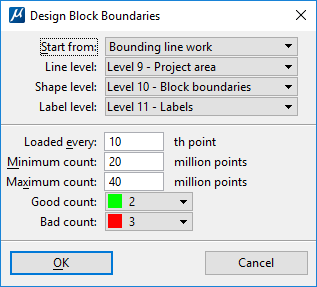 Design Block Boundaries
Start from: Bounding line work
Line level: Level 9 - Project area
Shape level: Level 10 - Block boundaries
Label level: Level 11 - Labels
Loaded every: 10 th point
Minimum count: 20 million points
Maximum count: 40 million points
Good count: 2
Bad count: 3
OK Cancel